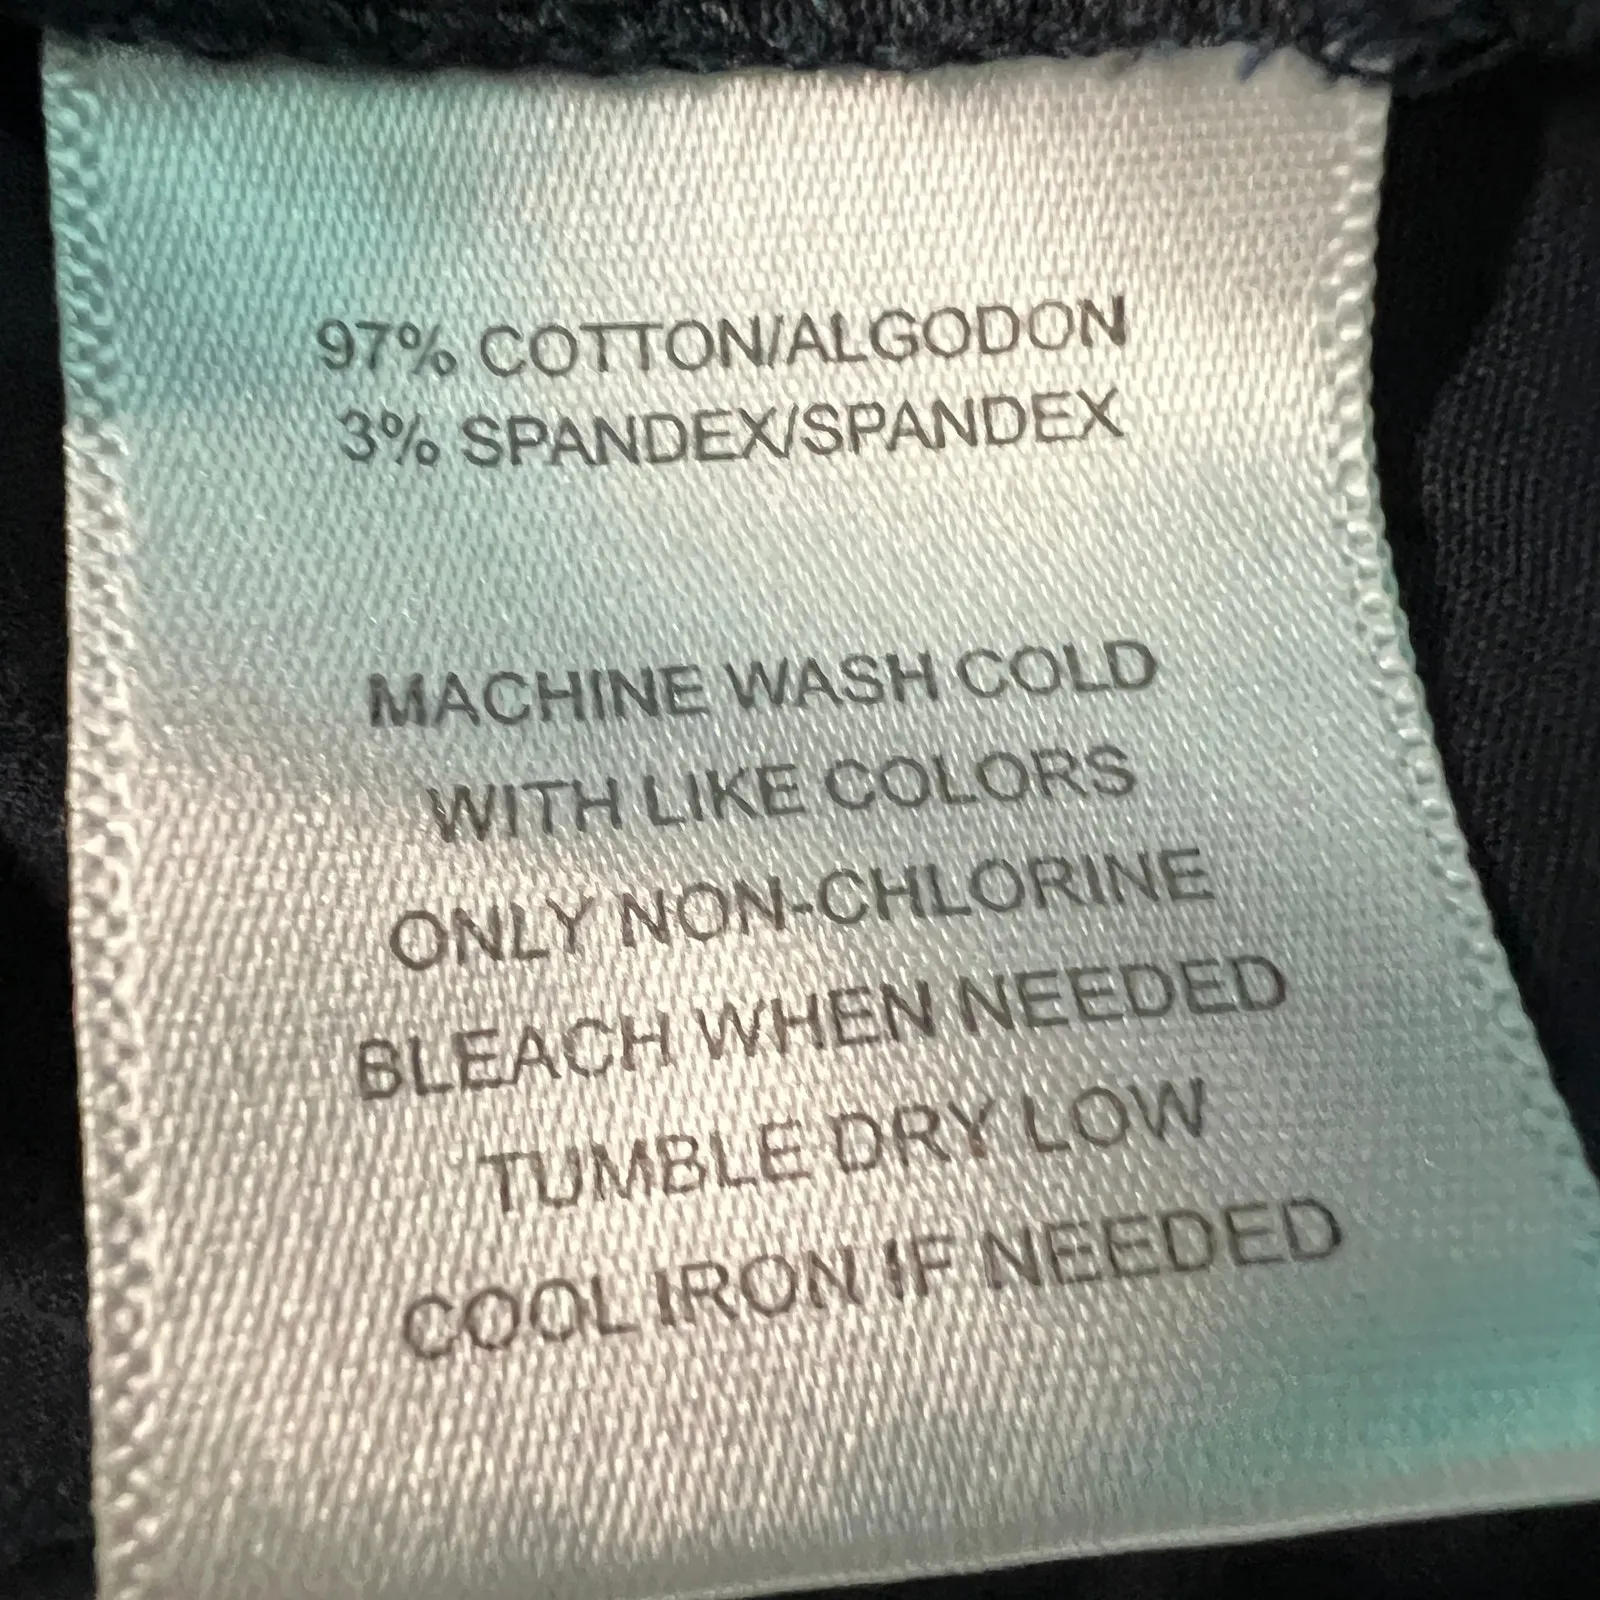 97% COTTON/ALGODON
3% SPANDEX/SPANDEX
MACHINE WASH COLD
WITH LIKE COLORS
ONLY NON-CHLORINE
BLEACH WHEN NEEDED
TUMBLE DRY LOW
COOL IRON IF NEEDED